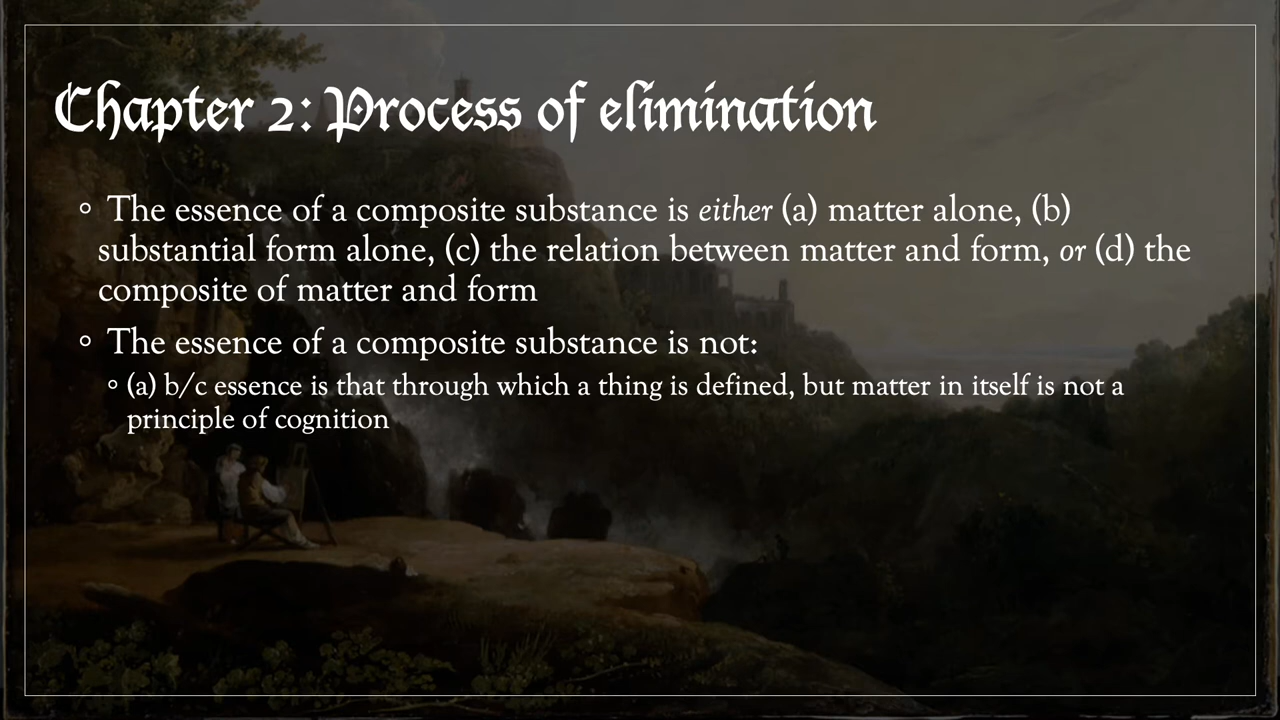 Chapter 2: Process of elimination
◦ The essence of a composite substance is either (a) matter alone, (b)
substantial form alone, (c) the relation between matter and form, or (d) the
composite of matter and form
◦ The essence of a composite substance is not:
◦ (a) b/c essence is that through which a thing is defined, but matter in itself is not a
principle of cognition